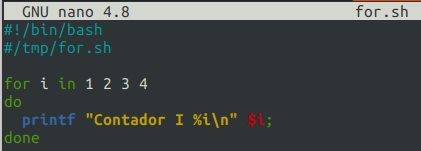 GNU nano 4.8 for.sh
#!/bin/bash
#/tmp/for.sh
for i in 1 2 3 4
do
printf "Contador I %i\n" $i;
done